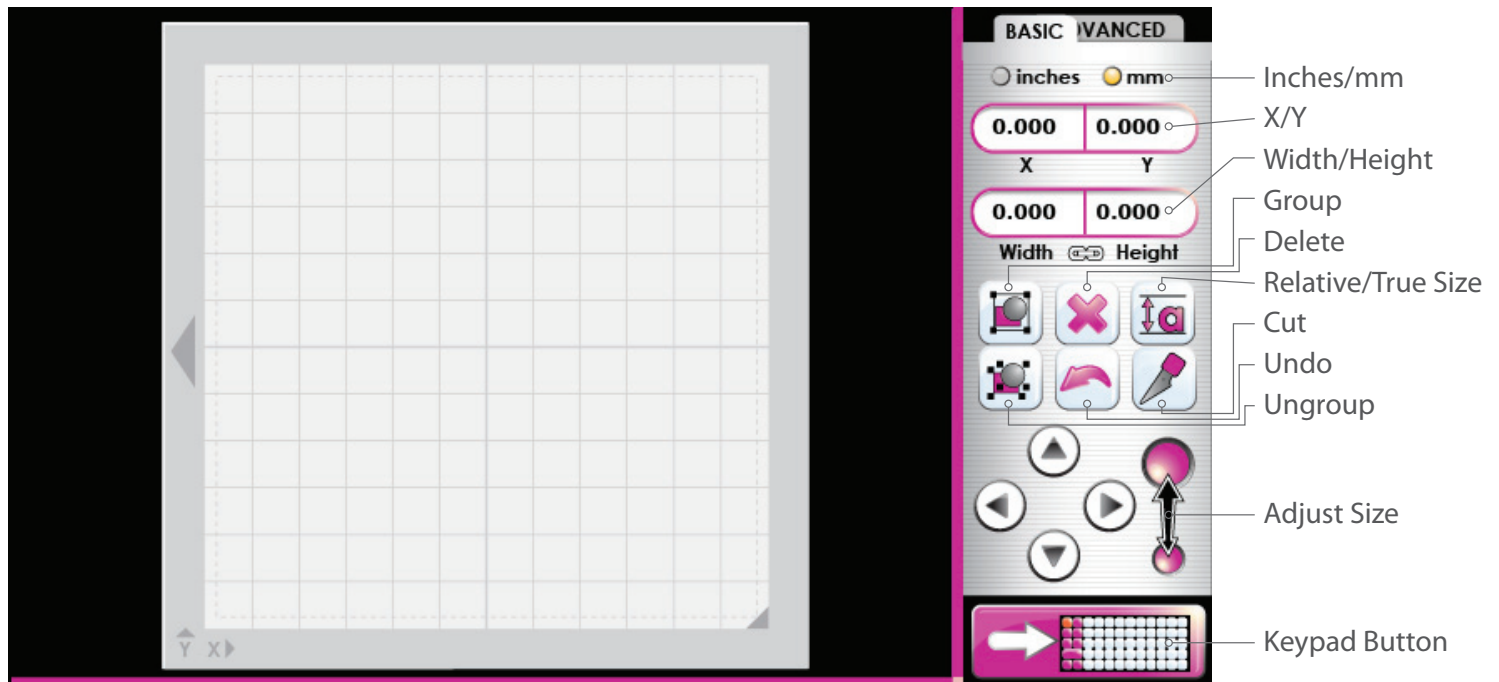 BASIC DVANCED
inches mm
0.000 0.000
X Y
0.000 0.000
Width Height
a
Y X
Inches/mm
X/Y
Width/Height
Group
Delete
Relative/True Size
Cut
Undo
Ungroup
Adjust Size
Keypad Button